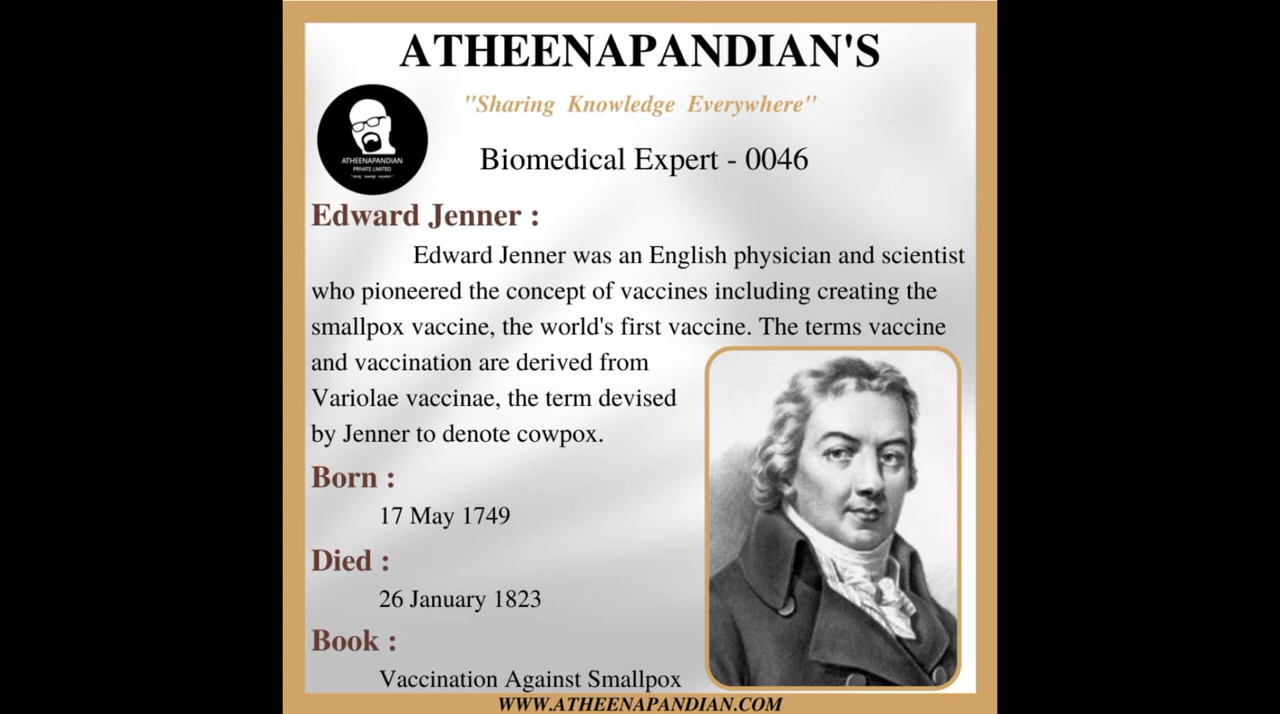 ATHEENAPANDIAN'S
"Sharing Knowledge Everywhere"
ATHEENAPANDIAN
PRIVATE LIMITED
Biomedical Expert - 0046
Edward Jenner :
Edward Jenner was an English physician and scientist
who pioneered the concept of vaccines including creating the
smallpox vaccine, the world's first vaccine. The terms vaccine
and vaccination are derived from
Variolae vaccinae, the term devised
by Jenner to denote cowpox.
Born :
17 May 1749
Died :
26 January 1823
Book :
Vaccination Against Smallpox
WWW.ATHEENAPANDIAN.COM